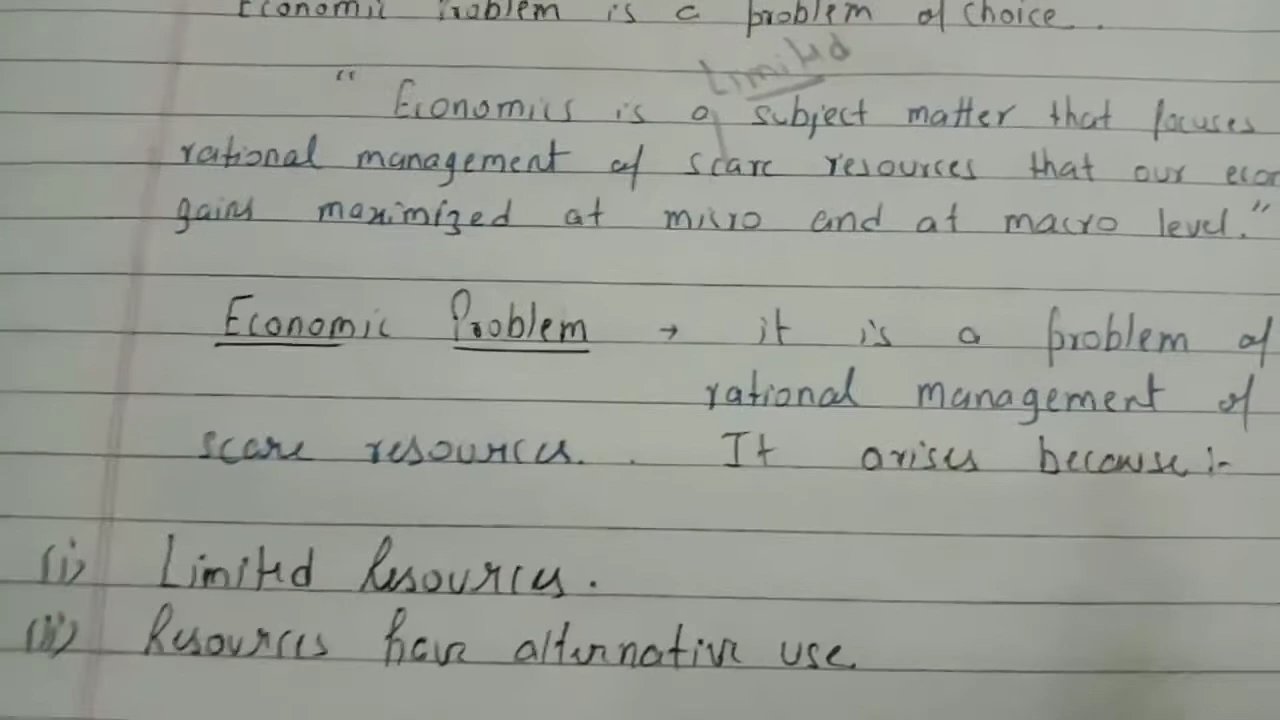 Economic Problem is a problem of choice.
Limited
" Economics is a subject matter that focuses
rational management of scarc resources that our econ
gains maximized at micro and at macro level."
Economic Problem → it is a problem of
rational management of
scare resources. It arises because :-
(i) Limited Resources.
(ii) Resources have alternative use.